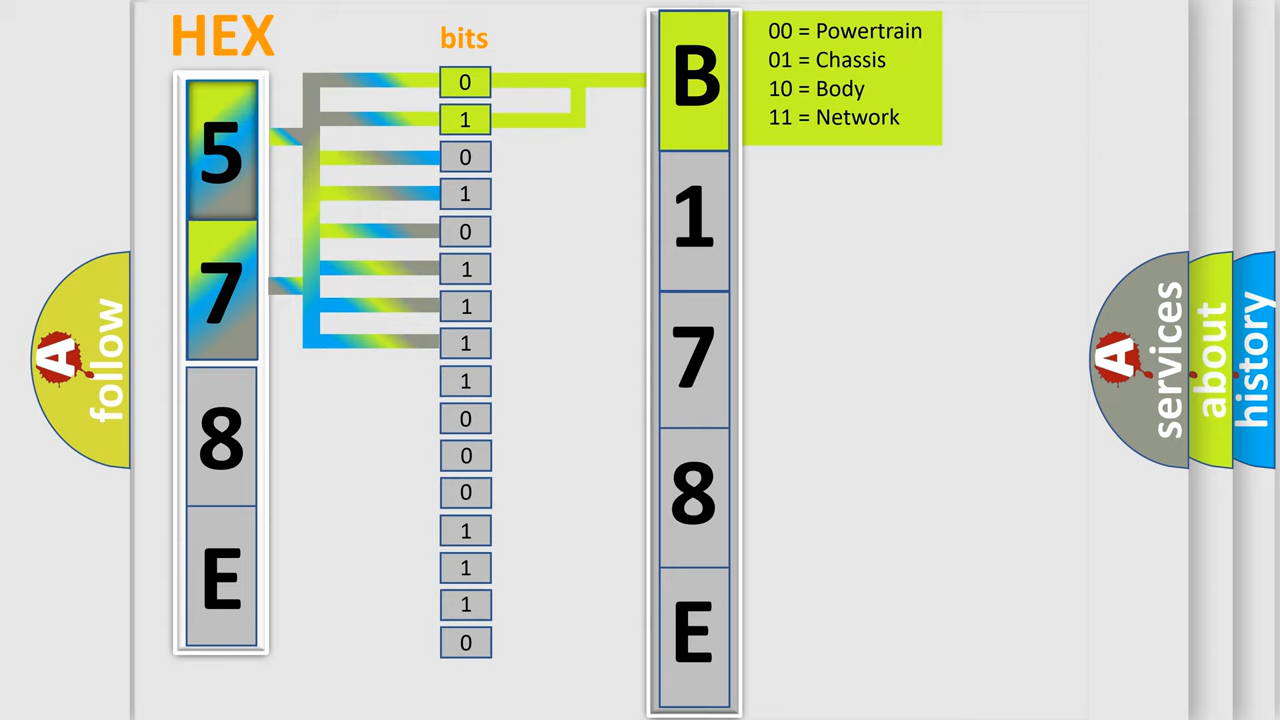 HEX
bits
5
7
8
E
0
1
0
1
0
1
1
1
1
0
0
0
1
1
1
0
B
1
7
8
E
00 = Powertrain
01 = Chassis
10 = Body
11 = Network
A
follow
A
services
about
history